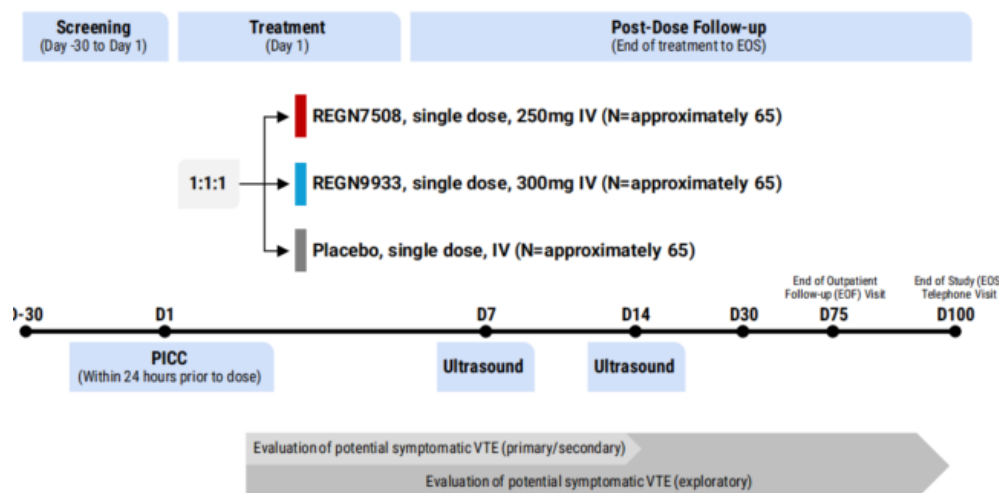 Screening
(Day -30 to Day 1)
Treatment
(Day 1)
Post-Dose Follow-up
(End of treatment to EOS)
REGN7508, single dose, 250mg IV (N=approximately 65)
1:1:1
REGN9933, single dose, 300mg IV (N=approximately 65)
Placebo, single dose, IV (N=approximately 65)
End of Outpatient
Follow-up (EOF) Visit
End of Study (EOS
Telephone Visit
-30
D1
D7
D14
D30
D75
D100
PICC
(Within 24 hours prior to dose)
Ultrasound
Ultrasound
Evaluation of potential symptomatic VTE (primary/secondary)
Evaluation of potential symptomatic VTE (exploratory)